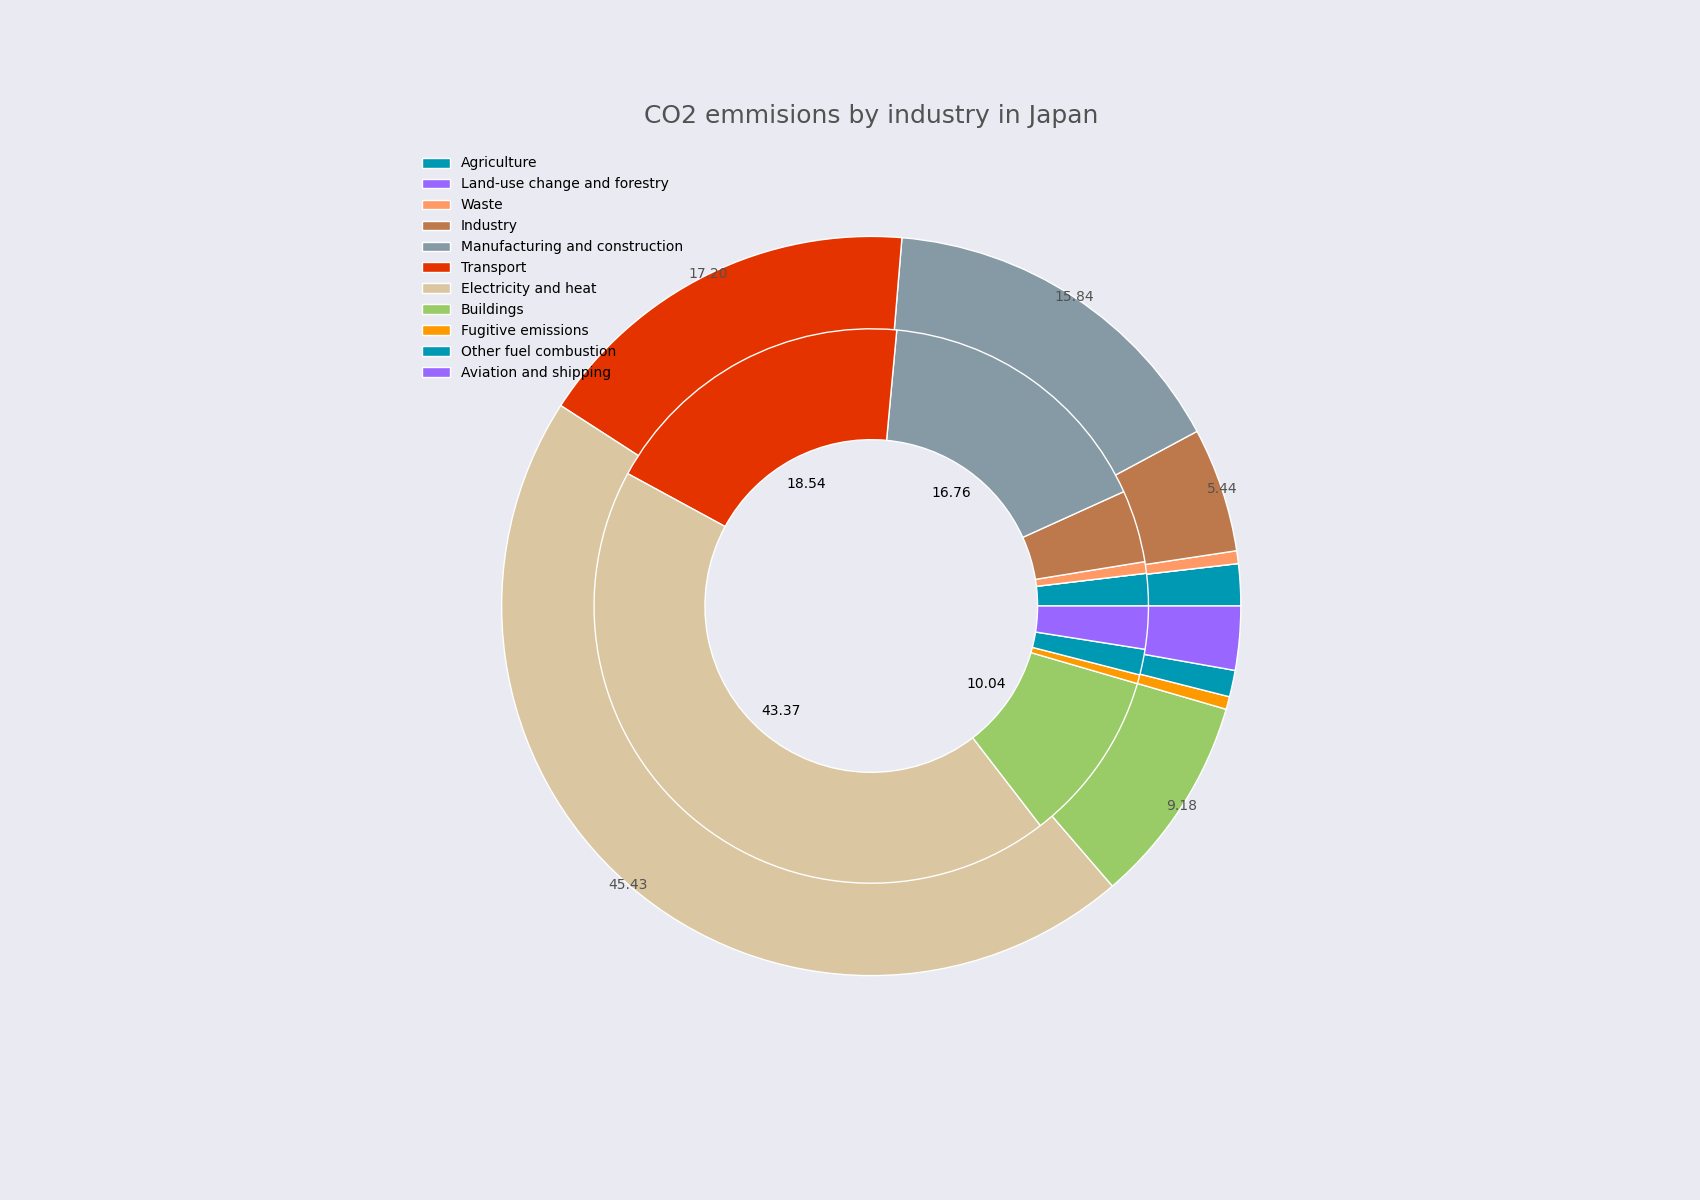 CO2 emmisions by industry in Japan
Agriculture
Land-use change and forestry
Waste
Industry
Manufacturing and construction
Transport
Electricity and heat
Buildings
Fugitive emissions
Other fuel combustion
Aviation and shipping
17.20
15.84
5.44
18.54
16.76
10.04
43.37
9.18
45.43